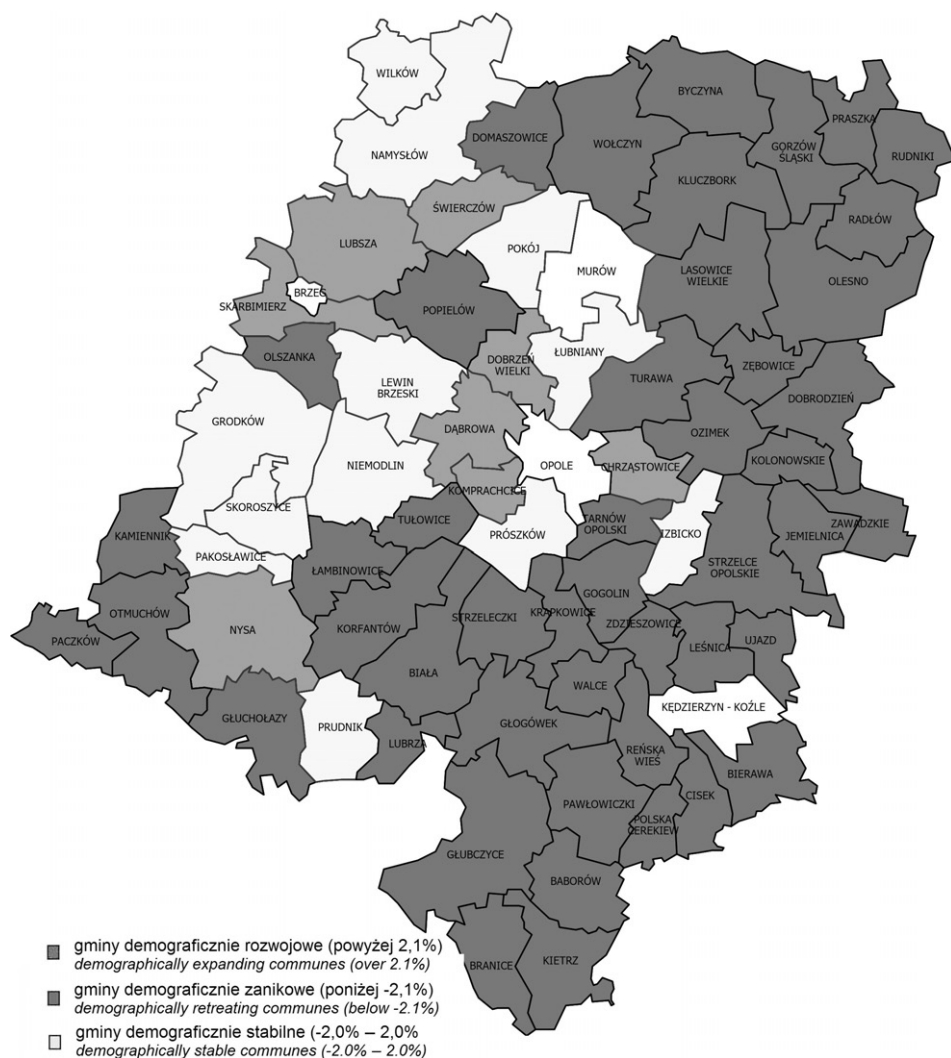 WILKÓW
BYCZYNA
PRASZKA
DOMASZOWICE
WOŁCZYN
GORZÓW
ŚLĄSKI
RUDNIKI
NAMYSŁÓW
KLUCZBORK
ŚWIERCZÓW
RADŁÓW
LUBSZA
POKÓJ
MURÓW
LASOWICE
WIELKIE
OLESNO
BRZEG
SKARBIMIERZ
POPIELÓW
OLSZANKA
DOBRZEŃ
WIELKI
ŁUBNIANY
TURAWA
ZĘBOWICE
LEWIN
BRZESKI
DOBRODZIEŃ
GRODKÓW
DĄBROWA
OZIMEK
NIEMODLIN
OPOLE
CHRZĄSTOWICE
KOLONOWSKIE
KOMPRACHCICE
SKOROSZYCE
TUŁOWICE
PRÓSZKÓW
TARNÓW
OPOLSKI
IZBICKO
ZAWADZKIE
JEMIELNICA
KAMIENNIK
PAKOSŁAWICE
STRZELCE
OPOLSKIE
ŁAMBINOWICE
GOGOLIN
OTMUCHÓW
STRZELECZKI
KRAPKOWICE
ZDZIESZOWICE
NYSA
KORFANTÓW
PACZKÓW
LEŚNICA
UJAZD
BIAŁA
WALCE
KĘDZIERZYN - KOŹLE
GŁUCHOŁAZY
PRUDNIK
GŁOGÓWEK
LUBRZA
REŃSKA
WIEŚ
BIERAWA
CISEK
PAWŁOWICZKI
POLSKA
CEREKIEW
GŁUBCZYCE
BABORÓW
BRANICE
KIETRZ
gminy demograficznie rozwojowe (powyżej 2,1%)
demographically expanding communes (over 2.1%)
gminy demograficznie zanikowe (poniżej -2,1%)
demographically retreating communes (below -2.1%)
gminy demograficznie stabilne (-2,0% – 2,0%
demographically stable communes (-2.0% – 2.0%)